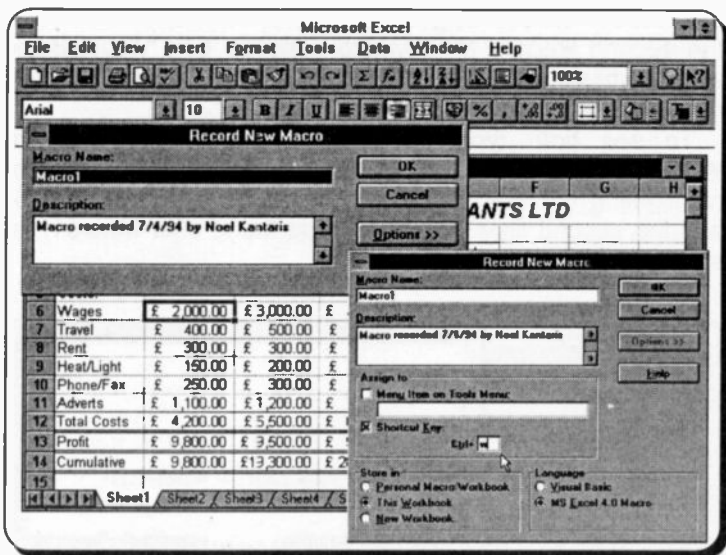 Microsoft Excel
File Edit View Insert Format Tools Data Window Help
100%
Arial 10 B I U
Record New Macro
Macro Name:
Macro1
Description:
Macro recorded 7/4/94 by Noel Kantaris
OK
Cancel
Options >>
F G H
ANTS LTD
6 Wages £ 2,000.00 £ 3,000.00 £
7 Travel £ 400.00 £ 500.00 £
8 Rent £ 300.00 £ 300.00 £
9 Heat/Light £ 150.00 £ 200.00 £
10 Phone/Fax £ 250.00 £ 300.00 £
11 Adverts £ 1,100.00 £ 1,200.00 £
12 Total Costs £ 4,200.00 £ 5,500.00 £
13 Profit £ 9,800.00 £ 3,500.00 £
14 Cumulative £ 9,800.00 £13,300.00 £
15
Sheet1 Sheet2 Sheet3 Sheet4 S
Record New Macro
Macro Name:
Macro1
Description:
Macro recorded by Noel Kantaris
OK
Cancel
Options >>
Help
Assign to
Menu Item on Tools Menu:
Shortcut Key:
Ctrl+
Store in
Personal Macro Workbook
This Workbook
New Workbook
Language
Visual Basic
MS Excel 4.0 Macro